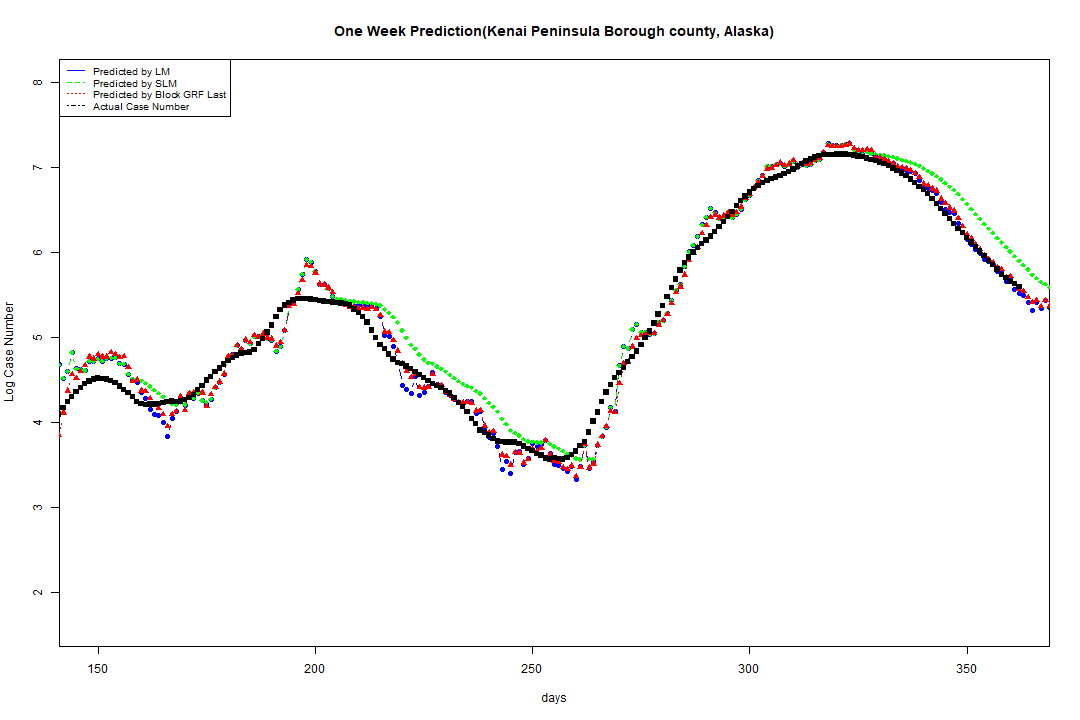 One Week Prediction(Kenai Peninsula Borough county, Alaska)
Predicted by LM
Predicted by SLM
Predicted by Block GRF Last
Actual Case Number
8
7
6
5
4
3
2
Log Case Number
150 200 250 300 350
days